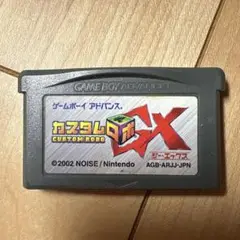 GAME BOY ADVANCE
ゲームボーイ アドバンス
カスタムロボ GX
CUSTOM ROBO
ジーエックス
©2002 NOISE / Nintendo
AGB-ARJJ-JPN